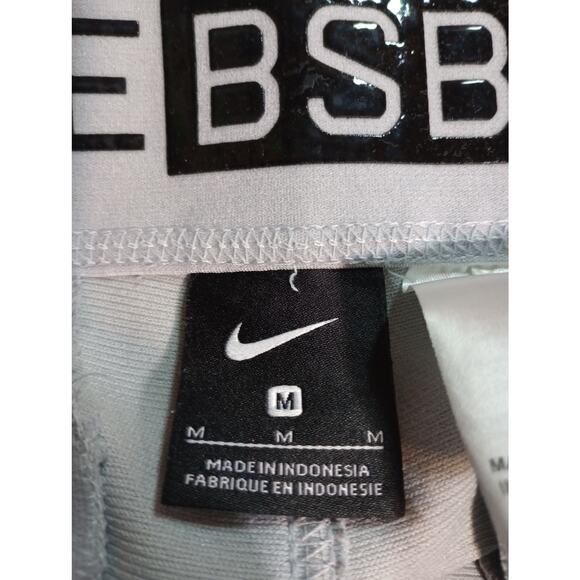 E BSB
M
M M M
MADE IN INDONESIA
FABRIQUE EN INDONESIE